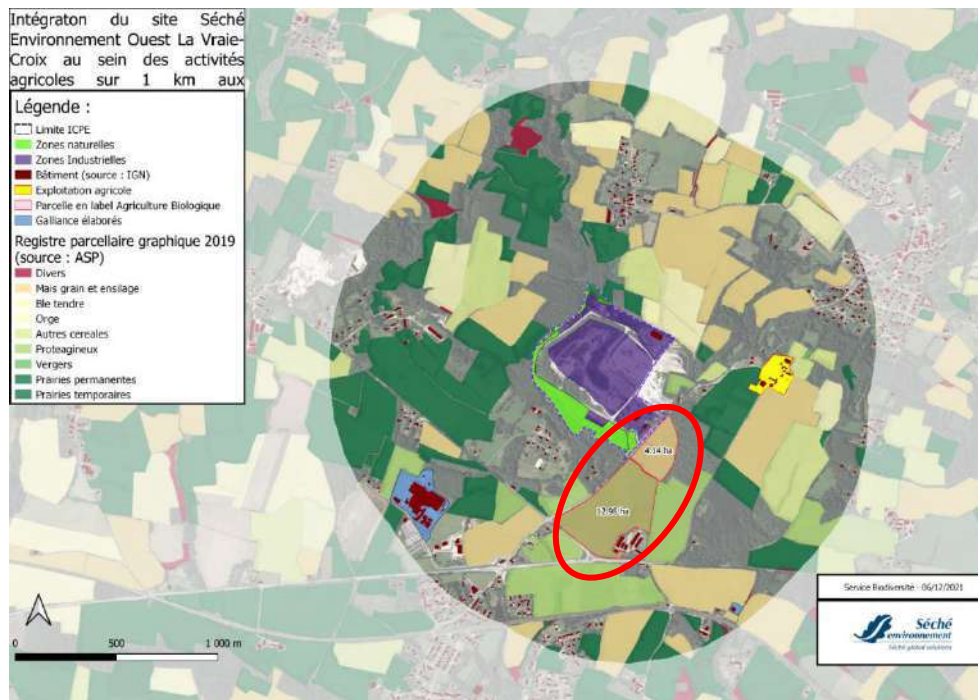 Intégraton du site Séché
Environnement Ouest La Vraie-
Croix au sein des activités
agricoles sur 1 km aux
Légende :
Limite ICPE
Zones naturelles
Zones Industrielles
Bâtiment (source : IGN)
Exploitation agricole
Parcelle en label Agriculture Biologique
Galliance élaborés
Registre parcellaire graphique 2019
(source : ASP)
Divers
Mais grain et ensilage
Ble tendre
Orge
Autres cereales
Proteagineux
Vergers
Prairies permanentes
Prairies temporaires
4.14 ha
12.96 ha
0 500 1 000 m
Service Biodiversité - 06/12/2021
Séché
environnement
Séché global solutions